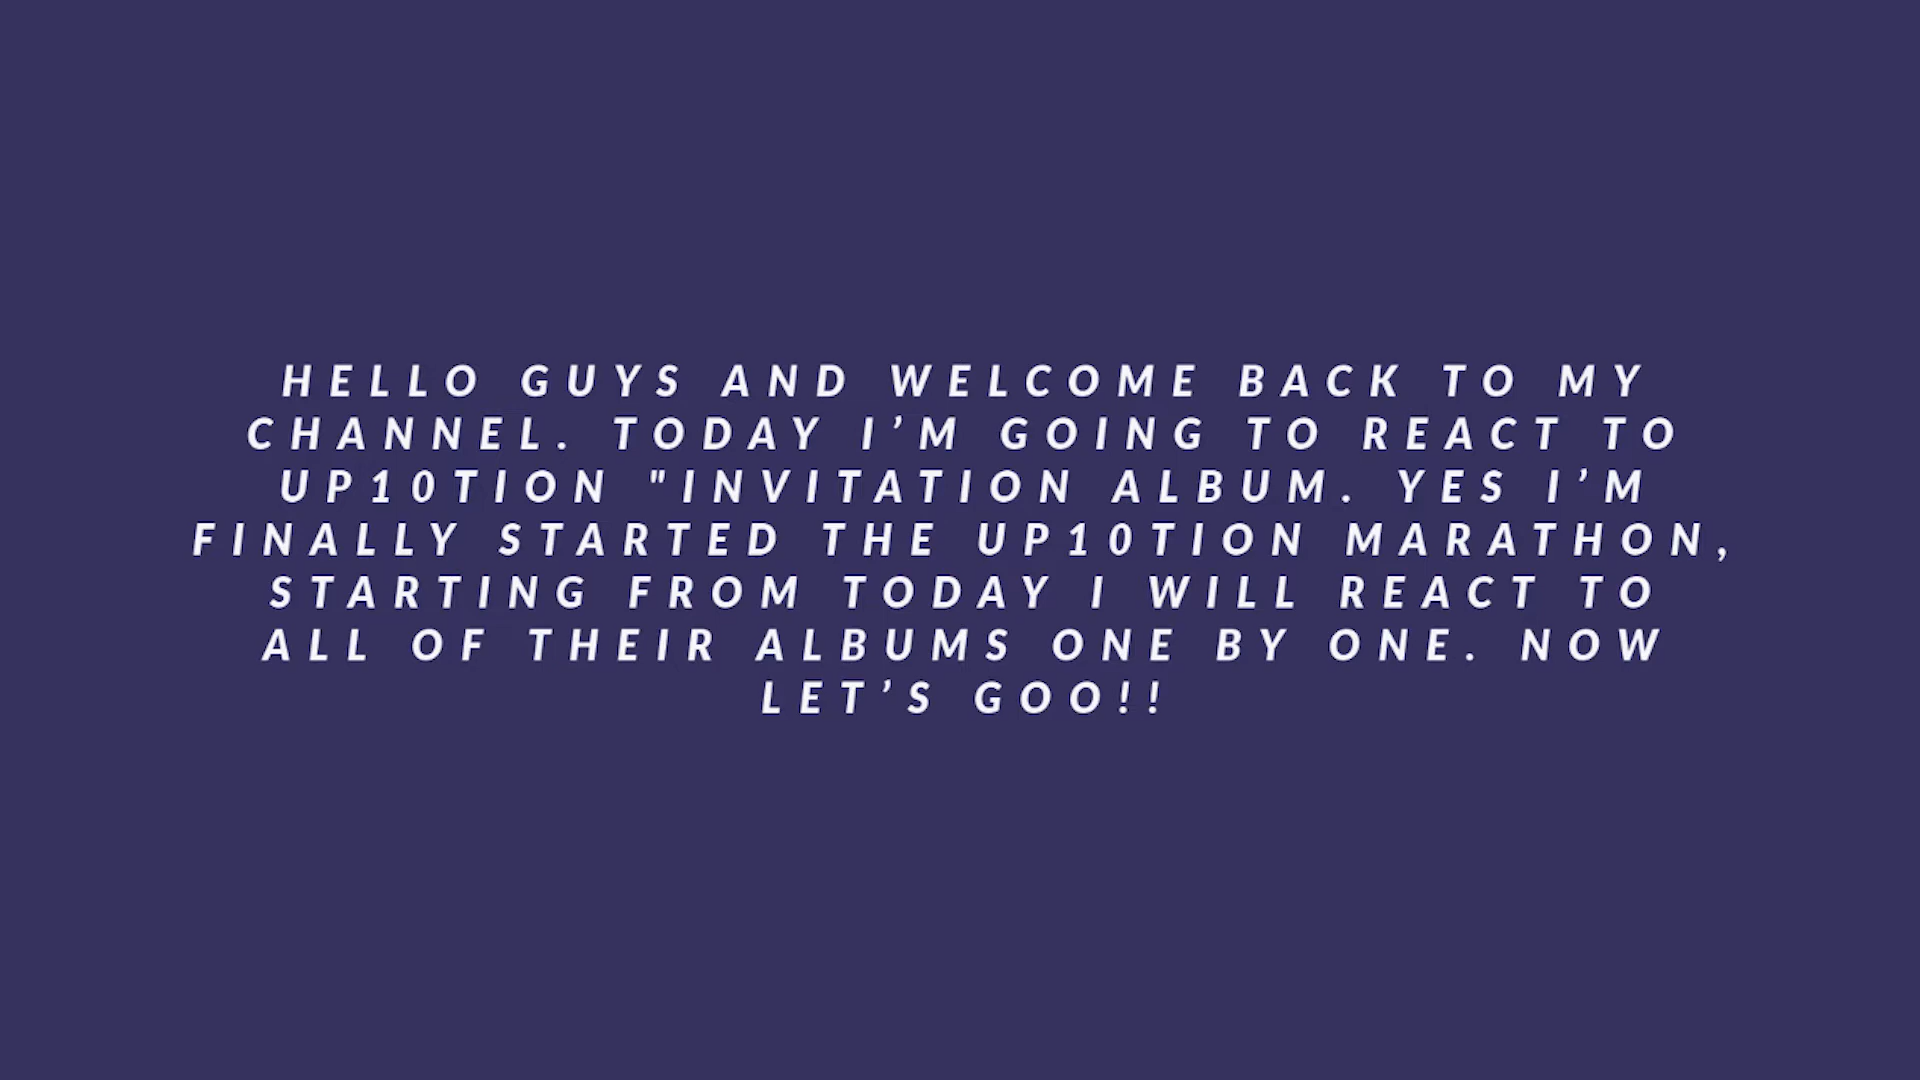 HELLO GUYS AND WELCOME BACK TO MY
CHANNEL. TODAY I’M GOING TO REACT TO
UP10TION "INVITATION ALBUM. YES I’M
FINALLY STARTED THE UP10TION MARATHON,
STARTING FROM TODAY I WILL REACT TO
ALL OF THEIR ALBUMS ONE BY ONE. NOW
LET’S GOO!!